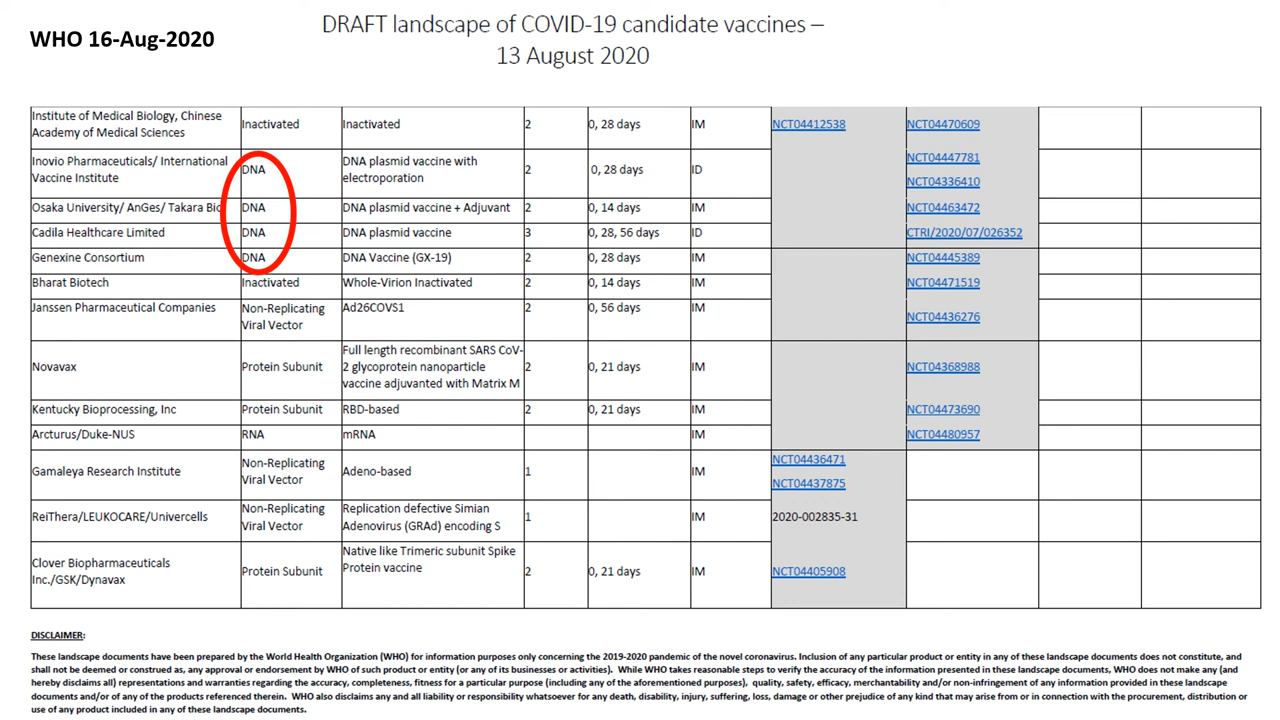 WHO 16-Aug-2020
DRAFT landscape of COVID-19 candidate vaccines –
13 August 2020
Institute of Medical Biology, Chinese
Academy of Medical Sciences
Inactivated
Inactivated
2
0, 28 days
IM
NCT04412538
NCT04470609
Inovio Pharmaceuticals/ International
Vaccine Institute
DNA
DNA plasmid vaccine with
electroporation
2
0, 28 days
ID
NCT04447781
NCT04336410
Osaka University/ AnGes/ Takara Bio
DNA
DNA plasmid vaccine + Adjuvant
2
0, 14 days
IM
NCT04463472
Cadila Healthcare Limited
DNA
DNA plasmid vaccine
3
0, 28, 56 days
ID
CTRI/2020/07/026352
Genexine Consortium
DNA
DNA Vaccine (GX-19)
2
0, 28 days
IM
NCT04445389
Bharat Biotech
Inactivated
Whole-Virion Inactivated
2
0, 14 days
IM
NCT04471519
Janssen Pharmaceutical Companies
Non-Replicating
Viral Vector
Ad26COVS1
2
0, 56 days
IM
NCT04436276
Novavax
Protein Subunit
Full length recombinant SARS CoV-
2 glycoprotein nanoparticle
vaccine adjuvanted with Matrix M
2
0, 21 days
IM
NCT04368988
Kentucky Bioprocessing, Inc
Protein Subunit
RBD-based
2
0, 21 days
IM
NCT04473690
Arcturus/Duke-NUS
RNA
mRNA
IM
NCT04480957
Gamaleya Research Institute
Non-Replicating
Viral Vector
Adeno-based
1
IM
NCT04436471
NCT04437875
ReiThera/LEUKOCARE/Univercells
Non-Replicating
Viral Vector
Replication defective Simian
Adenovirus (GRAd) encoding S
1
IM
2020-002835-31
Clover Biopharmaceuticals
Inc./GSK/Dynavax
Protein Subunit
Native like Trimeric subunit Spike
Protein vaccine
2
0, 21 days
IM
NCT04405908
DISCLAIMER:
These landscape documents have been prepared by the World Health Organization (WHO) for information purposes only concerning the 2019-2020 pandemic of the novel coronavirus. Inclusion of any particular product or entity in any of these landscape documents does not constitute, and
shall not be deemed or construed as, any approval or endorsement by WHO of such product or entity (or any of its businesses or activities). While WHO takes reasonable steps to verify the accuracy of the information presented in these landscape documents, WHO does not make any (and
hereby disclaims all) representations and warranties regarding the accuracy, completeness, fitness for a particular purpose (including any of the aforementioned purposes), quality, safety, efficacy, merchantability and/or non-infringement of any information provided in these landscape
documents and/or of any of the products referenced therein. WHO also disclaims any and all liability or responsibility whatsoever for any death, disability, injury, suffering, loss, damage or other prejudice of any kind that may arise from or in connection with the procurement, distribution or
use of any product included in any of these landscape documents.